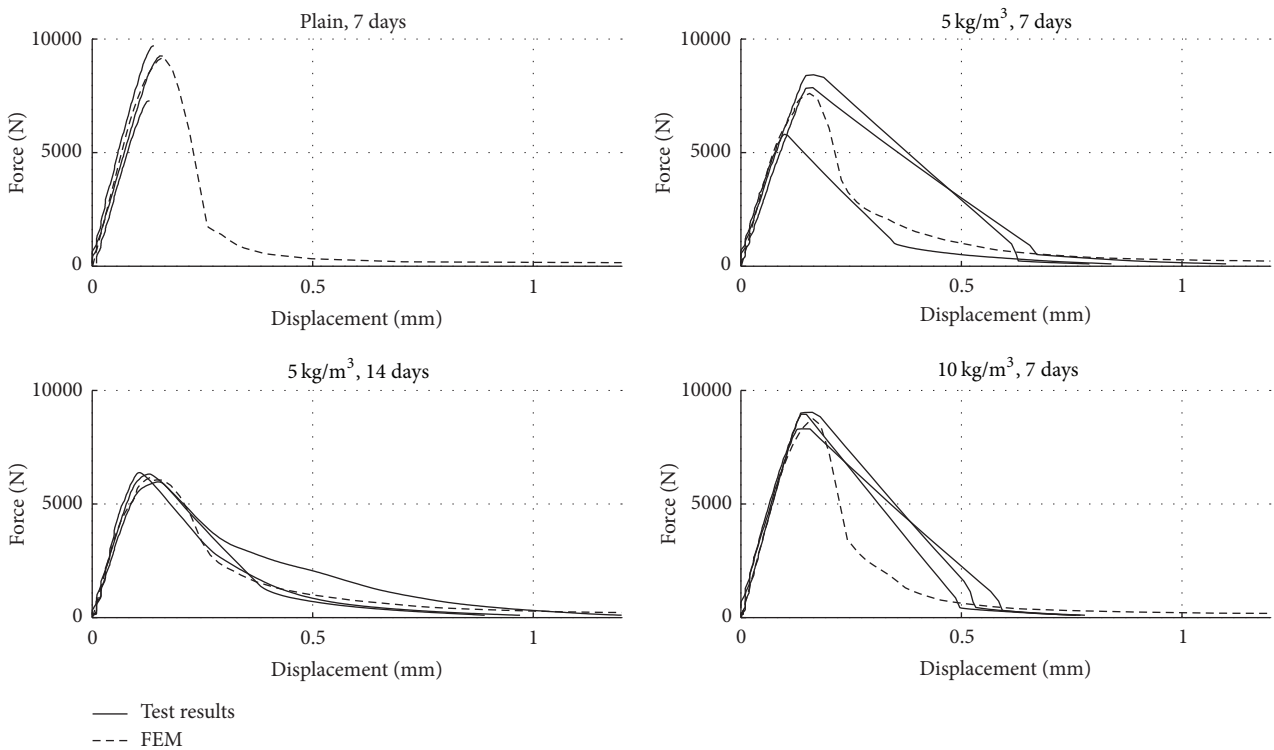 Plain, 7 days
10000
5000
0
Force (N)
0
0.5
1
Displacement (mm)
5 kg/m³, 7 days
10000
5000
0
Force (N)
0
0.5
1
Displacement (mm)
5 kg/m³, 14 days
10000
5000
0
Force (N)
0
0.5
1
Displacement (mm)
10 kg/m³, 7 days
10000
5000
0
Force (N)
0
0.5
1
Displacement (mm)
Test results
FEM